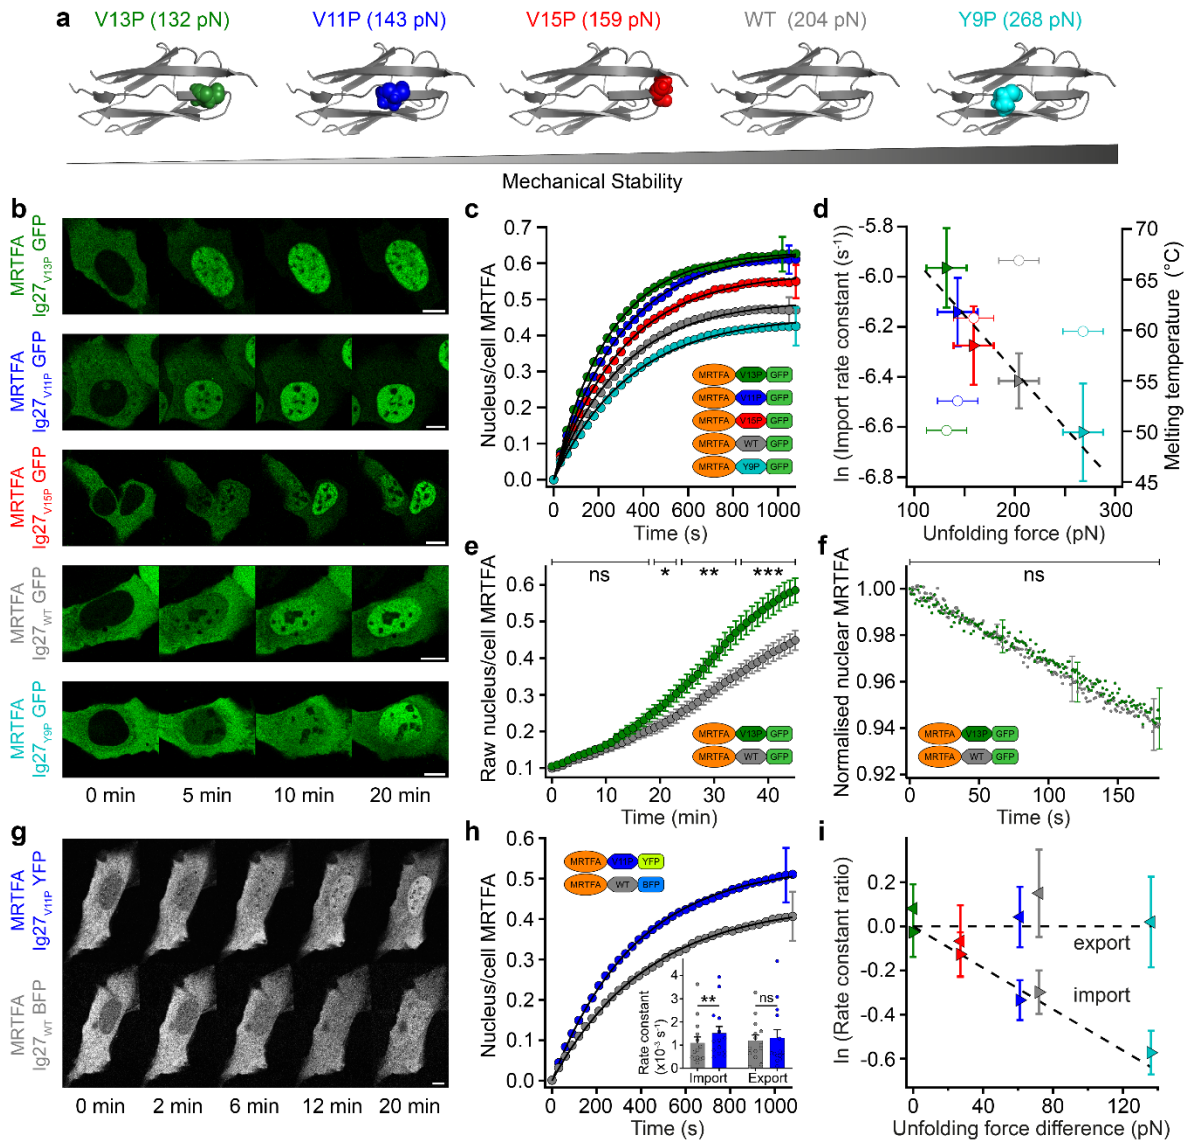 a
V13P (132 pN)
V11P (143 pN)
V15P (159 pN)
WT (204 pN)
Y9P (268 pN)
Mechanical Stability
b
MRTFA
Ig27V13P GFP
MRTFA
Ig27V11P GFP
MRTFA
Ig27V15P GFP
MRTFA
Ig27WT GFP
MRTFA
Ig27Y9P GFP
0 min
5 min
10 min
20 min
c
Nucleus/cell MRTFA
0.7
0.6
0.5
0.4
0.3
0.2
0.1
0.0
MRTFA V13P GFP
MRTFA V11P GFP
MRTFA V15P GFP
MRTFA WT GFP
MRTFA Y9P GFP
0 200 400 600 800 1000
Time (s)
d
ln (Import rate constant (s⁻¹))
-5.8
-6.0
-6.2
-6.4
-6.6
-6.8
70
65
60
55
50
45
Melting temperature (°C)
100 150 200 250 300
Unfolding force (pN)
e
Raw nucleus/cell MRTFA
ns * ** ***
0.6
0.5
0.4
0.3
0.2
0.1
MRTFA V13P GFP
MRTFA WT GFP
0 10 20 30 40
Time (min)
f
Normalised nuclear MRTFA
ns
1.00
0.98
0.96
0.94
0.92
MRTFA V13P GFP
MRTFA WT GFP
0 50 100 150
Time (s)
g
MRTFA
Ig27V11P YFP
MRTFA
Ig27WT BFP
0 min
2 min
6 min
12 min
20 min
h
Nucleus/cell MRTFA
0.6
0.5
0.4
0.3
0.2
0.1
0.0
MRTFA V11P YFP
MRTFA WT BFP
Rate constant
(x10⁻³ s⁻¹)
4
3
2
1
0
** ns
Import Export
0 200 400 600 800 1000
Time (s)
i
ln (Rate constant ratio)
0.2
0.0
-0.2
-0.4
-0.6
export
import
0 40 80 120
Unfolding force difference (pN)